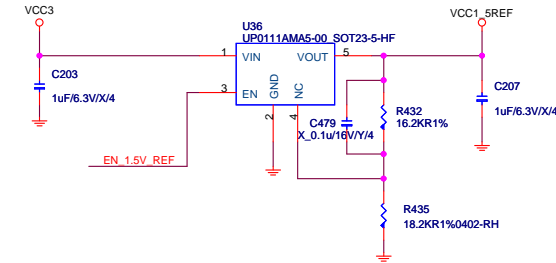 VCC3
VCC1_5REF
U36
UP0111AMA5-00_SOT23-5-HF
1
VIN
VOUT
5
3
EN
GND
NC
2
4
C203
1uF/6.3V/X/4
C207
1uF/6.3V/X/4
R432
16.2KR1%
C479
X_0.1u/16V/Y/4
EN_1.5V_REF
R435
18.2KR1%0402-RH